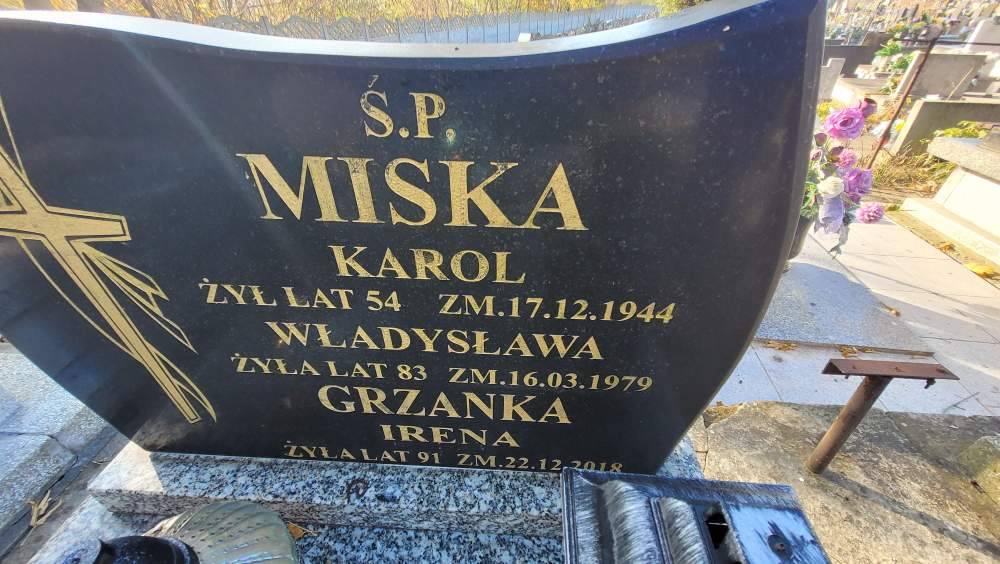 Ś.P.
MISKA
KAROL
ŻYŁ LAT 54 ZM.17.12.1944
WŁADYSŁAWA
ŻYŁA LAT 83 ZM.16.03.1979
GRZANKA
IRENA
ŻYŁA LAT 91 ZM.22.12.2018